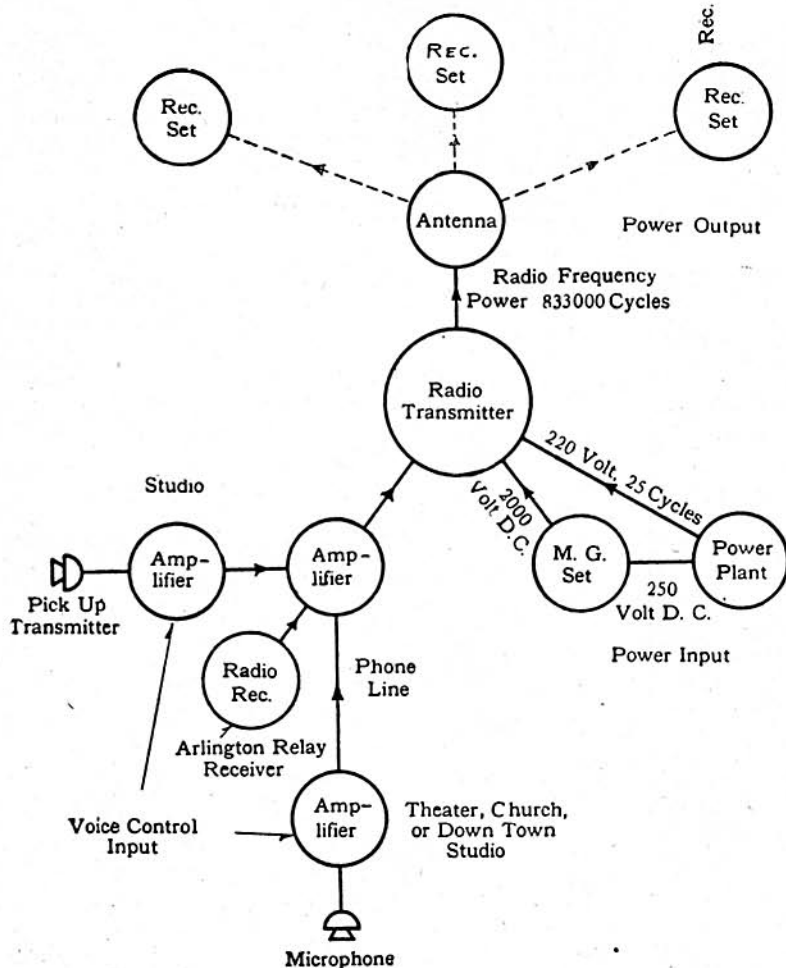 Rec.
REC.
Set
Rec.
Set
Rec.
Set
Antenna
Power Output
Radio Frequency
Power 833000 Cycles
Radio
Transmitter
220 Volt, 25 Cycles
2000
Volt D.C.
Studio
Amp-
lifier
Amp-
lifier
M. G.
Set
Power
Plant
250
Volt D. C.
Pick Up
Transmitter
Power Input
Radio
Rec.
Phone
Line
Arlington Relay
Receiver
Amp-
lifier
Theater, Church,
or Down Town
Studio
Voice Control
Input
Microphone